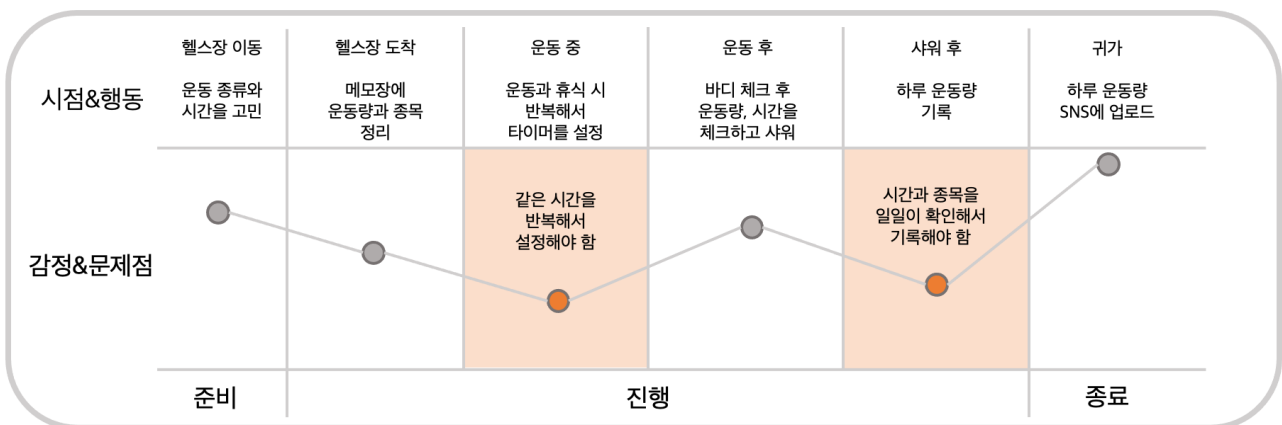 시점&행동
헬스장 이동
운동 종류와
시간을 고민
헬스장 도착
메모장에
운동량과 종목
정리
운동 중
운동과 휴식 시
반복해서
타이머를 설정
운동 후
바디 체크 후
운동량, 시간을
체크하고 샤워
샤워 후
하루 운동량
기록
귀가
하루 운동량
SNS에 업로드
감정&문제점
같은 시간을
반복해서
설정해야 함
시간과 종목을
일일이 확인해서
기록해야 함
준비
진행
종료